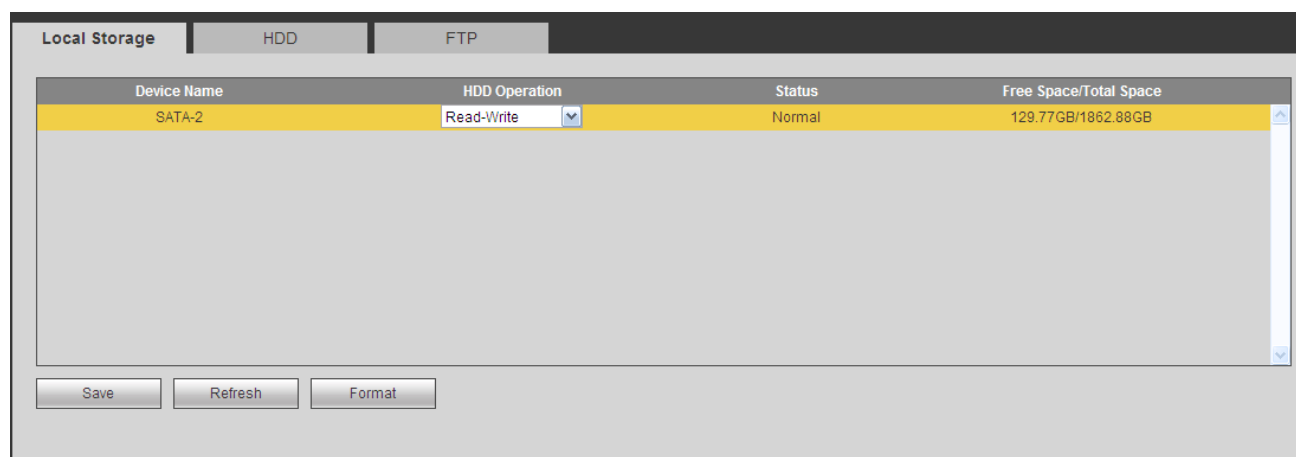 Local Storage HDD FTP
Device Name HDD Operation Status Free Space/Total Space
SATA-2 Read-Write Normal 129.77GB/1862.88GB
Save Refresh Format